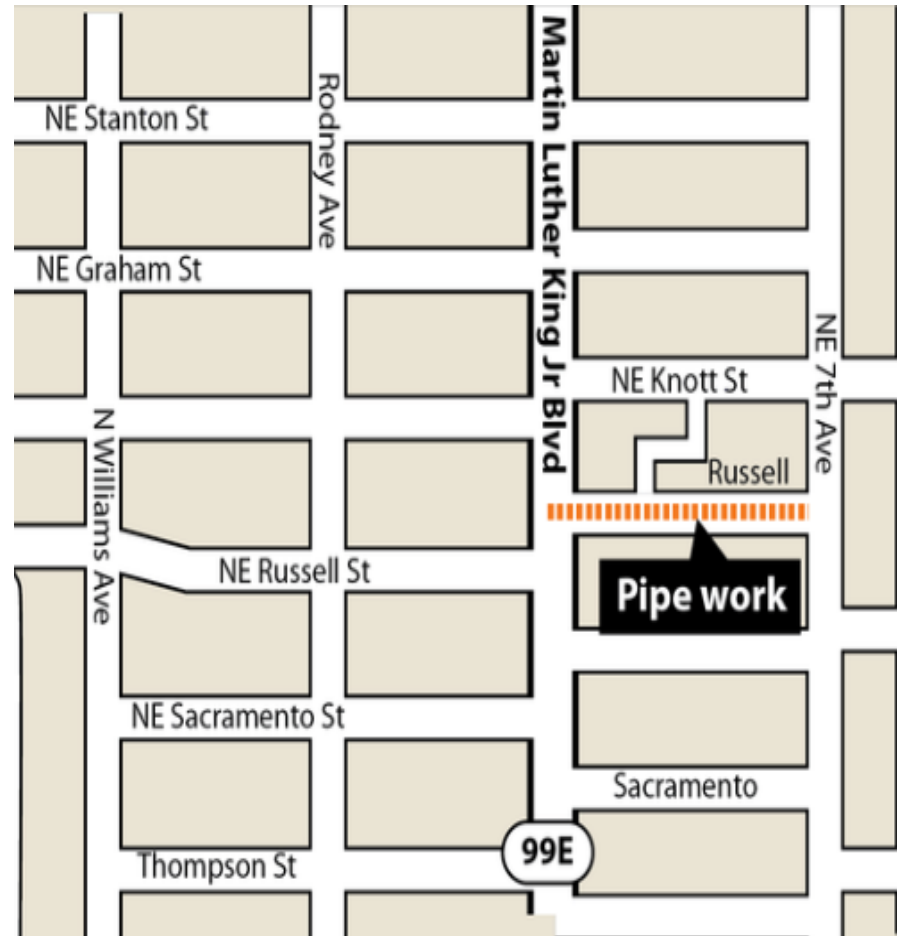 Martin Luther King Jr Blvd
Rodney Ave
NE Stanton St
NE Graham St
NE 7th Ave
NE Knott St
N Williams Ave
Russell
NE Russell St
Pipe work
NE Sacramento St
Sacramento
99E
Thompson St